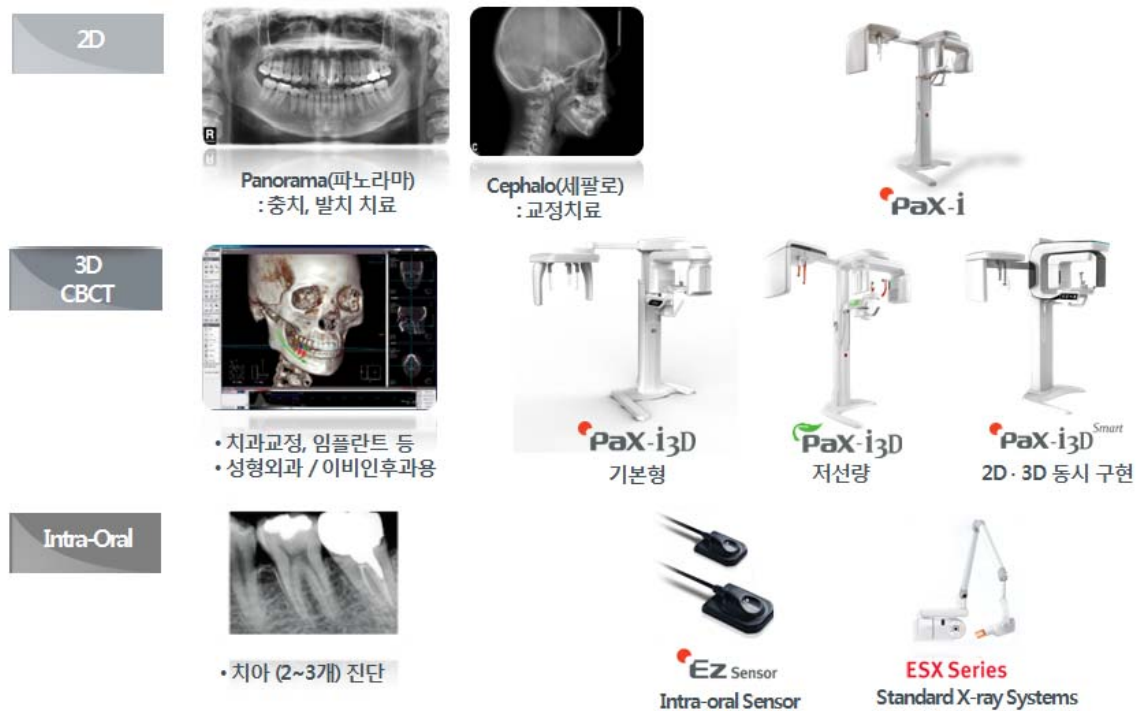 2D
R
C
Panorama(파노라마)
: 충치, 발치 치료
Cephalo(세팔로)
: 교정치료
PaX-i
3D
CBCT
• 치과교정, 임플란트 등
• 성형외과 / 이비인후과용
PaX-i3D
기본형
PaX-i3D
저선량
PaX-i3D Smart
2D · 3D 동시 구현
Intra-Oral
• 치아 (2~3개) 진단
Ez Sensor
Intra-oral Sensor
ESX Series
Standard X-ray Systems